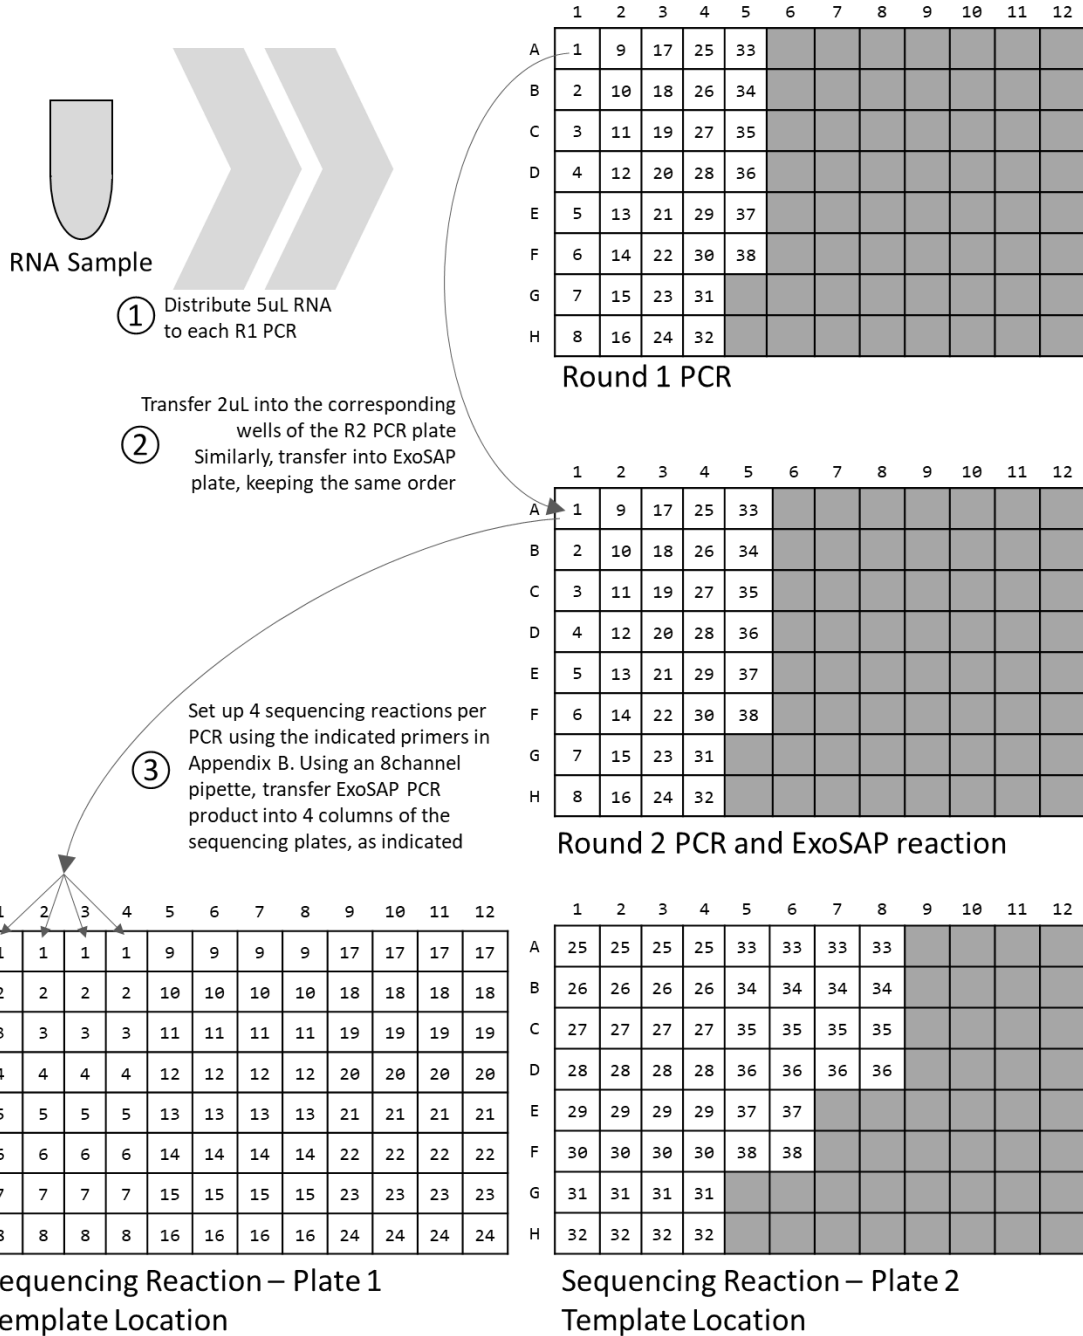 1 2 3 4 5 6 7 8 9 10 11 12
A 1 9 17 25 33
B 2 10 18 26 34
C 3 11 19 27 35
D 4 12 20 28 36
E 5 13 21 29 37
F 6 14 22 30 38
G 7 15 23 31
H 8 16 24 32
Round 1 PCR
RNA Sample
1 Distribute 5uL RNA
to each R1 PCR
Transfer 2uL into the corresponding
2 wells of the R2 PCR plate
Similarly, transfer into ExoSAP
plate, keeping the same order
1 2 3 4 5 6 7 8 9 10 11 12
A 1 9 17 25 33
B 2 10 18 26 34
C 3 11 19 27 35
D 4 12 20 28 36
E 5 13 21 29 37
F 6 14 22 30 38
G 7 15 23 31
H 8 16 24 32
Round 2 PCR and ExoSAP reaction
Set up 4 sequencing reactions per
PCR using the indicated primers in
3 Appendix B. Using an 8channel
pipette, transfer ExoSAP PCR
product into 4 columns of the
sequencing plates, as indicated
1 2 3 4 5 6 7 8 9 10 11 12
1 1 1 1 9 9 9 9 17 17 17 17
2 2 2 2 10 10 10 10 18 18 18 18
3 3 3 3 11 11 11 11 19 19 19 19
4 4 4 4 12 12 12 12 20 20 20 20
5 5 5 5 13 13 13 13 21 21 21 21
6 6 6 6 14 14 14 14 22 22 22 22
7 7 7 7 15 15 15 15 23 23 23 23
8 8 8 8 16 16 16 16 24 24 24 24
equencing Reaction – Plate 1
emplate Location
1 2 3 4 5 6 7 8 9 10 11 12
A 25 25 25 25 33 33 33 33
B 26 26 26 26 34 34 34 34
C 27 27 27 27 35 35 35 35
D 28 28 28 28 36 36 36 36
E 29 29 29 29 37 37
F 30 30 30 30 38 38
G 31 31 31 31
H 32 32 32 32
Sequencing Reaction – Plate 2
Template Location